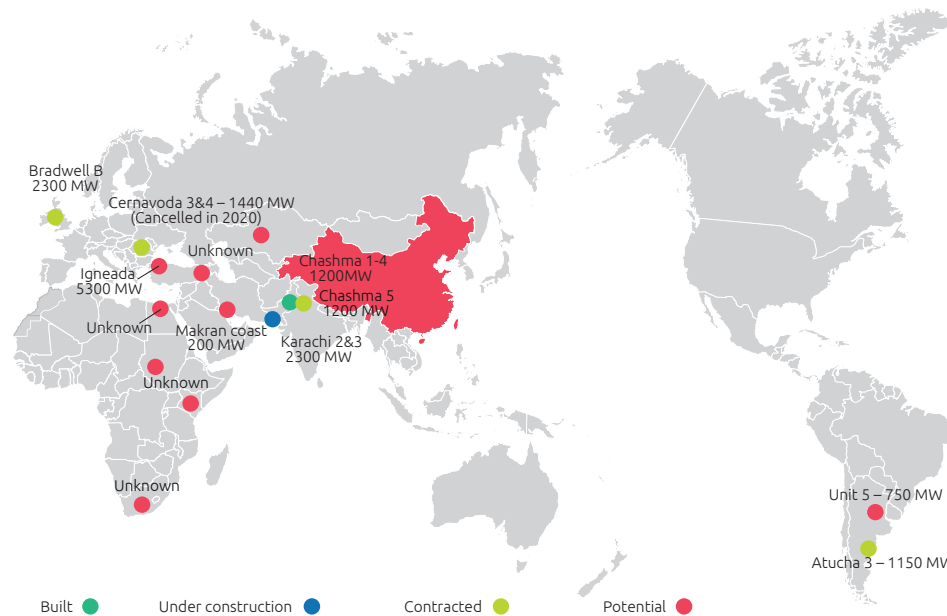 Bradwell B
2300 MW
Cernavoda 3&4 – 1440 MW
(Cancelled in 2020)
Unknown
Igneada
5300 MW
Chashma 1-4
1200MW
Chashma 5
1200 MW
Unknown
Makran coast
200 MW
Karachi 2&3
2300 MW
Unknown
Unknown
Unit 5 – 750 MW
Atucha 3 – 1150 MW
Built
Under construction
Contracted
Potential